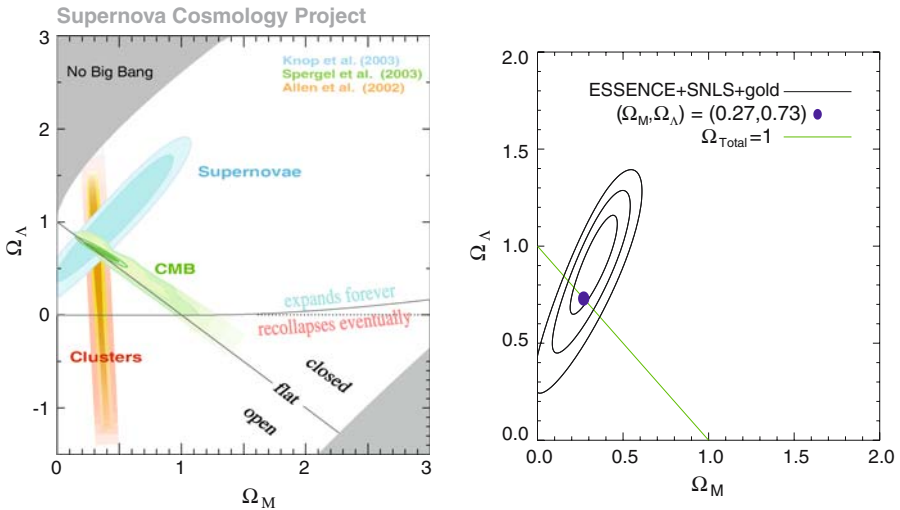 Supernova Cosmology Project
3
2
1
0
-1
Ω_Λ
No Big Bang
Knop et al. (2003)
Spergel et al. (2003)
Allen et al. (2002)
Supernovae
CMB
expands forever
recollapses eventually
Clusters
closed
flat
open
0
1
2
3
Ω_M
2.0
1.5
1.0
0.5
0.0
Ω_Λ
ESSENCE+SNLS+gold
(Ω_M,Ω_Λ) = (0.27,0.73)
Ω_Total=1
0.0
0.5
1.0
1.5
2.0
Ω_M